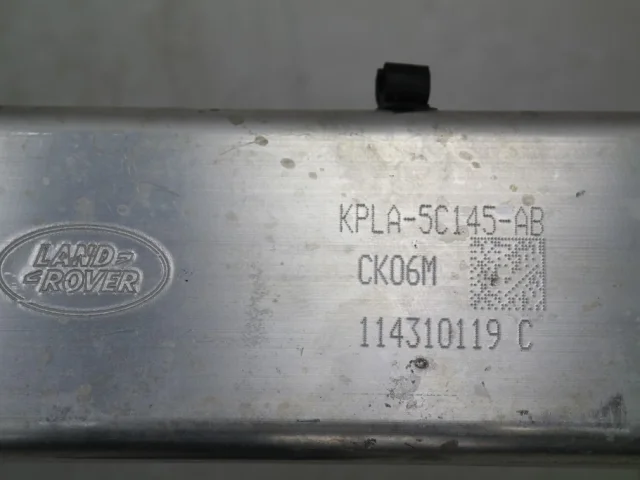 LAND
ROVER
KPLA-5C145-AB
CK06M
114310119 C